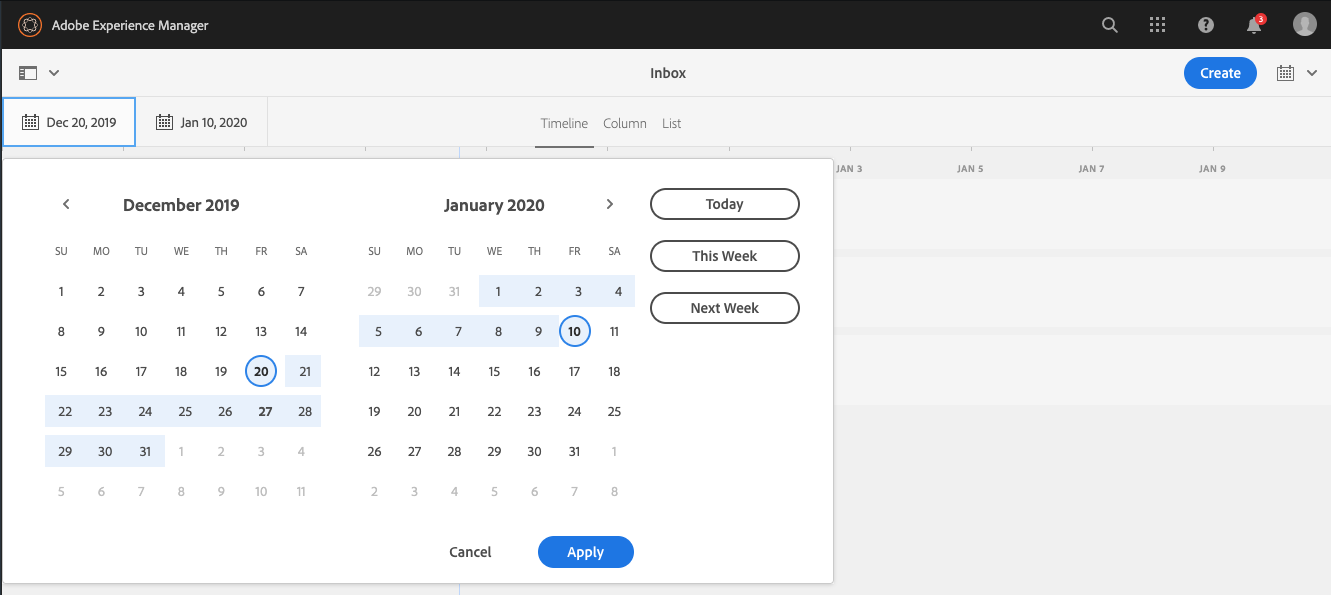 Adobe Experience Manager
3
Inbox
Create
Dec 20, 2019 Jan 10, 2020 Timeline Column List
JAN 3 JAN 5 JAN 7 JAN 9
December 2019 January 2020 Today
SU MO TU WE TH FR SA SU MO TU WE TH FR SA This Week
1 2 3 4 5 6 7 29 30 31 1 2 3 4
Next Week
8 9 10 11 12 13 14 5 6 7 8 9 10 11
15 16 17 18 19 20 21 12 13 14 15 16 17 18
22 23 24 25 26 27 28 19 20 21 22 23 24 25
29 30 31 1 2 3 4 26 27 28 29 30 31 1
5 6 7 8 9 10 11 2 3 4 5 6 7 8
Cancel Apply